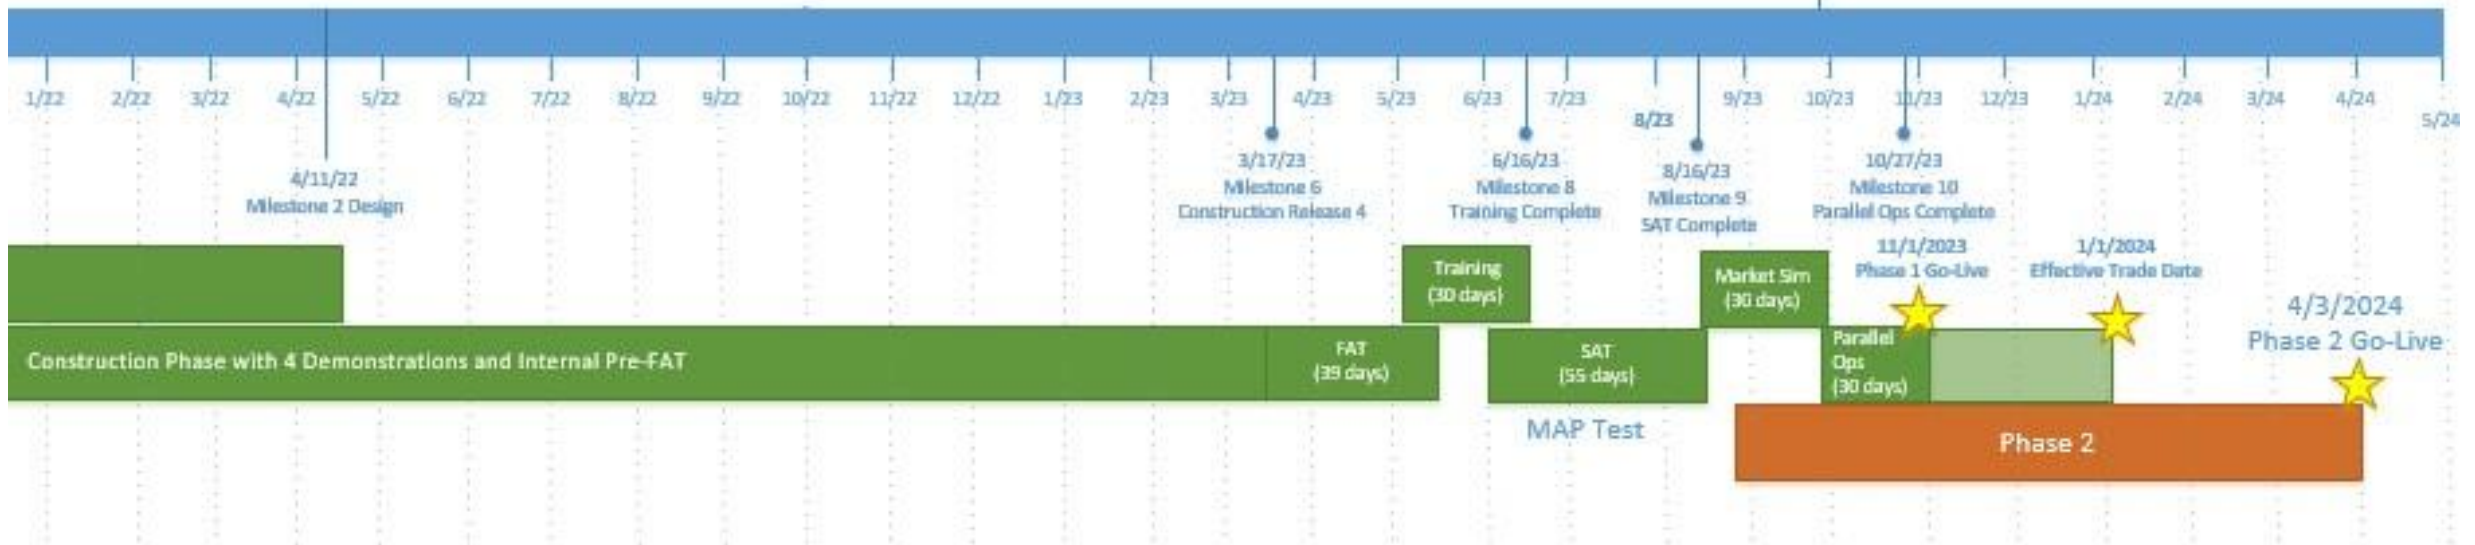 1/22 2/22 3/22 4/22 5/22 6/22 7/22 8/22 9/22 10/22 11/22 12/22 1/23 2/23 3/23 4/23 5/23 6/23 7/23 8/23 9/23 10/23 11/23 12/23 1/24 2/24 3/24 4/24 5/24
4/11/22
Milestone 2 Design
3/17/23
Milestone 6
Construction Release 4
6/16/23
Milestone 8
Training Complete
8/16/23
Milestone 9
SAT Complete
10/27/23
Milestone 10
Parallel Ops Complete
11/1/2023
Phase 1 Go-Live
1/1/2024
Effective Trade Date
4/3/2024
Phase 2 Go-Live
Training
(30 days)
Market Sim
(30 days)
Construction Phase with 4 Demonstrations and Internal Pre-FAT
FAT
(39 days)
SAT
(55 days)
Parallel
Ops
(30 days)
MAP Test
Phase 2